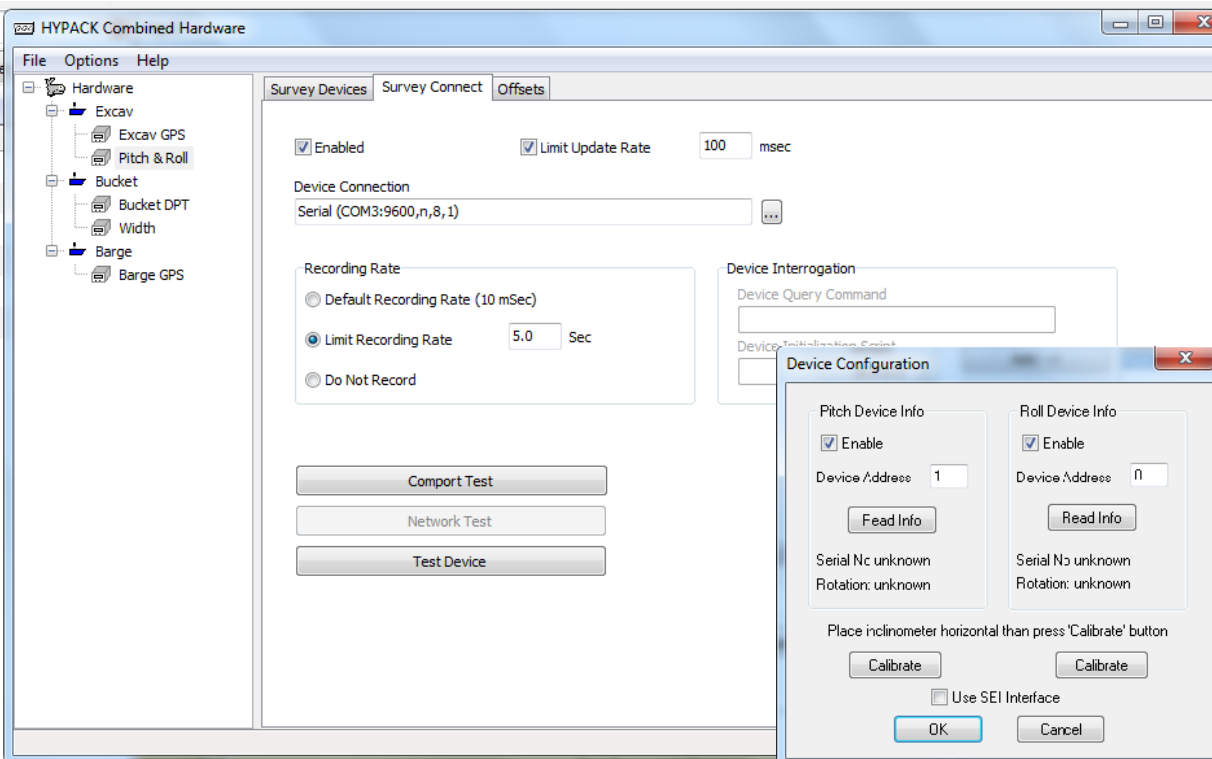 HYPACK Combined Hardware
File Options Help
Hardware
Excav
Excav GPS
Pitch & Roll
Bucket
Bucket DPT
Width
Barge
Barge GPS
Survey Devices Survey Connect Offsets
Enabled Limit Update Rate 100 msec
Device Connection
Serial (COM3:9600,n,8,1) ...
Recording Rate
Default Recording Rate (10 mSec)
Limit Recording Rate 5.0 Sec
Do Not Record
Device Interrogation
Device Query Command
Device Initialization Script
Comport Test
Network Test
Test Device
Device Configuration
Pitch Device Info
Enable
Device Address 1
Read Info
Serial No unknown
Rotation: unknown
Roll Device Info
Enable
Device Address 0
Read Info
Serial No unknown
Rotation: unknown
Place inclinometer horizontal than press 'Calibrate' button
Calibrate Calibrate
Use SEI Interface
OK Cancel